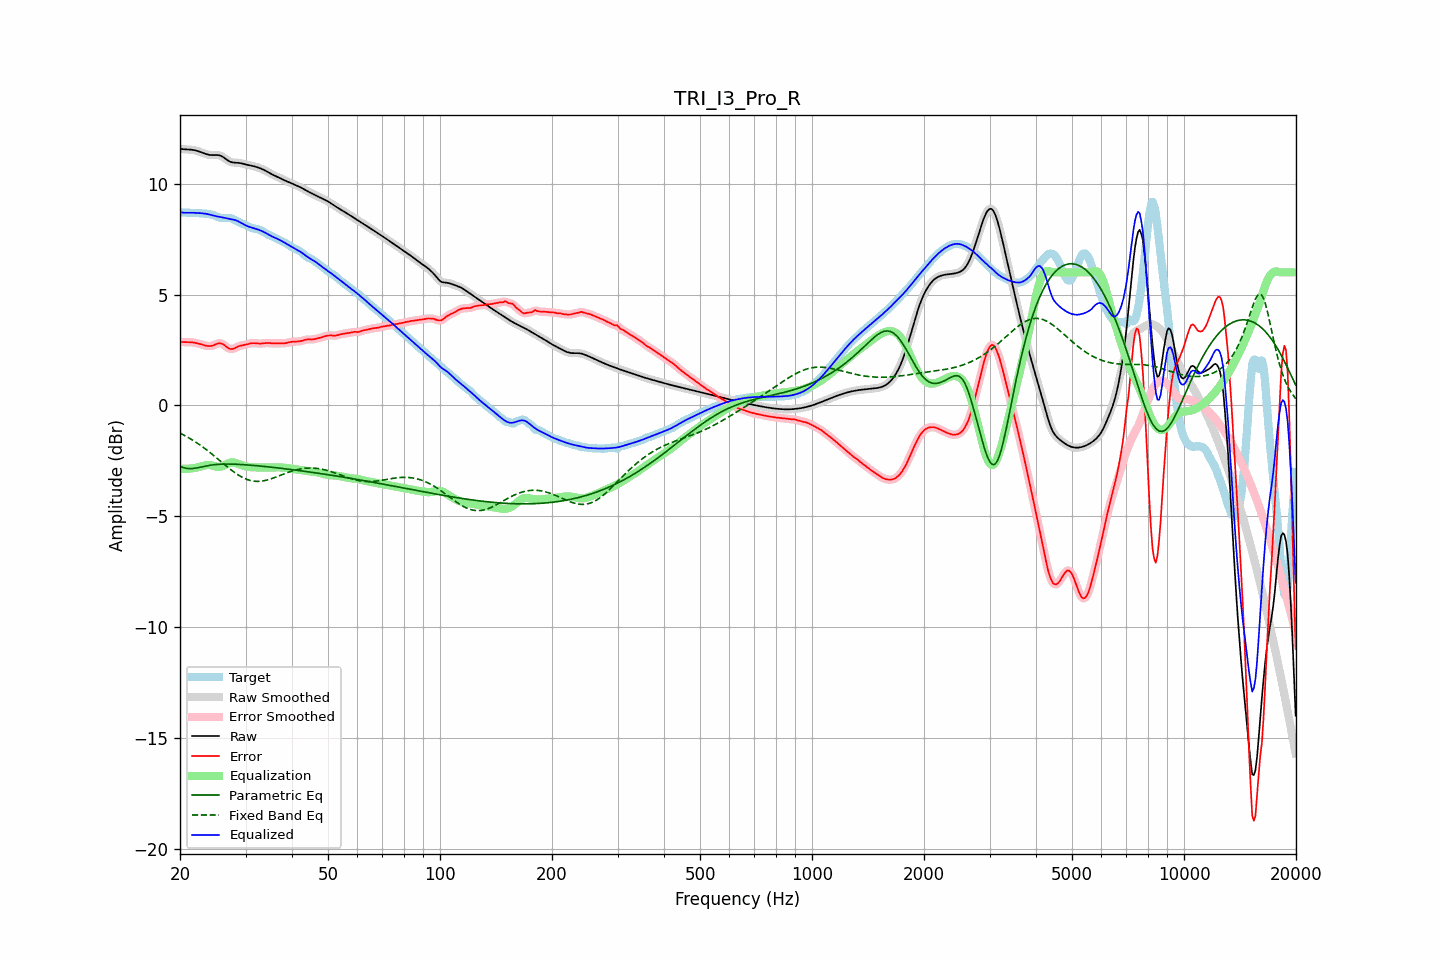 TRI_I3_Pro_R
Amplitude (dBr)
10
5
0
−5
−10
−15
−20
Target
Raw Smoothed
Error Smoothed
Raw
Error
Equalization
Parametric Eq
Fixed Band Eq
Equalized
20
50
100
200
500
1000
2000
5000
10000
20000
Frequency (Hz)